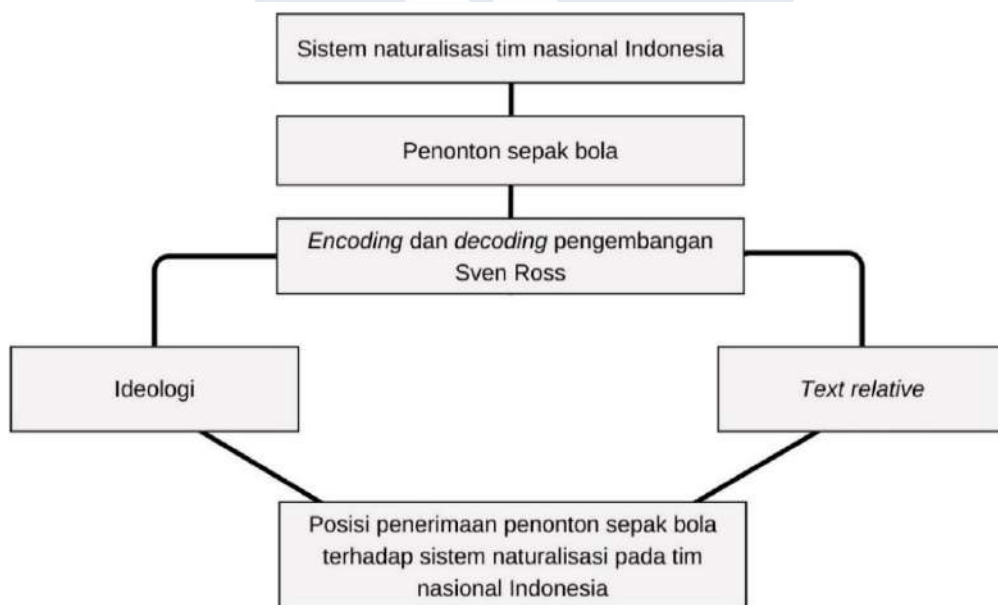 Sistem naturalisasi tim nasional Indonesia
Penonton sepak bola
Encoding dan decoding pengembangan
Sven Ross
Ideologi
Text relative
Posisi penerimaan penonton sepak bola
terhadap sistem naturalisasi pada tim
nasional Indonesia